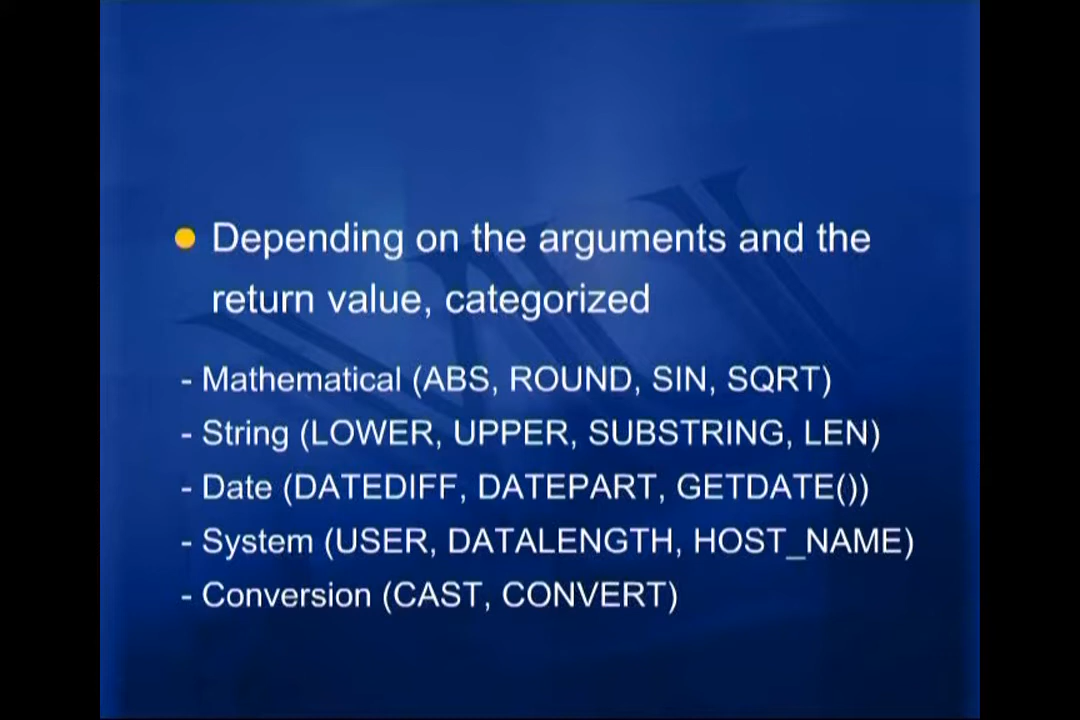 Depending on the arguments and the
return value, categorized
- Mathematical (ABS, ROUND, SIN, SQRT)
- String (LOWER, UPPER, SUBSTRING, LEN)
- Date (DATEDIFF, DATEPART, GETDATE())
- System (USER, DATALENGTH, HOST_NAME)
- Conversion (CAST, CONVERT)